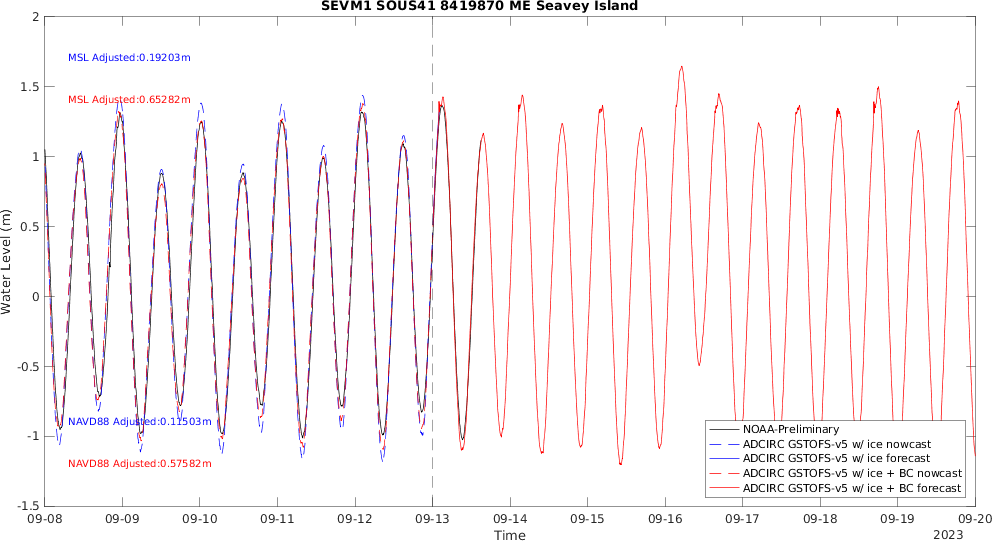 SEVM1 SOUS41 8419870 ME Seavey Island
2
1.5
1
0.5
0
-0.5
-1
-1.5
Water Level (m)
MSL Adjusted:0.19203m
MSL Adjusted:0.65282m
NAVD88 Adjusted:0.11503m
NAVD88 Adjusted:0.57582m
NOAA-Preliminary
ADCIRC GSTOFS-v5 w/ ice nowcast
ADCIRC GSTOFS-v5 w/ ice forecast
ADCIRC GSTOFS-v5 w/ ice + BC nowcast
ADCIRC GSTOFS-v5 w/ ice + BC forecast
09-08 09-09 09-10 09-11 09-12 09-13 09-14 09-15 09-16 09-17 09-18 09-19 09-20
Time
2023